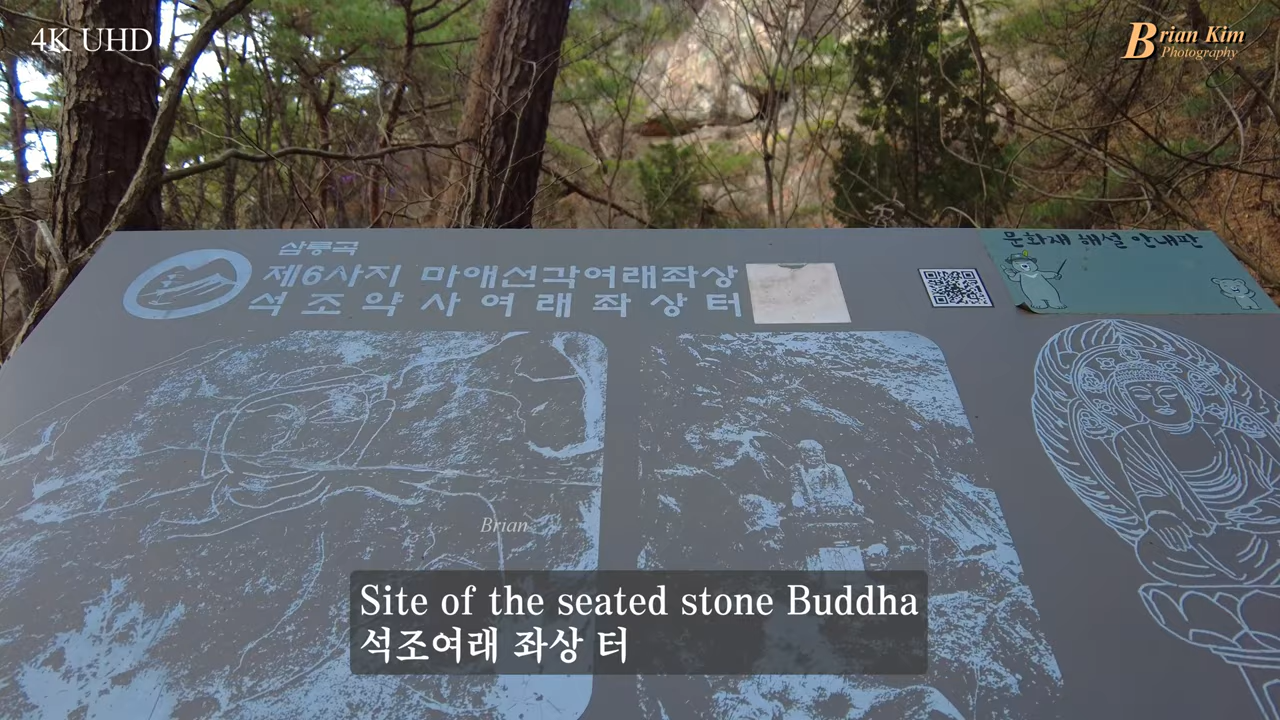 4K UHD
Brian Kim
Photography
삼릉곡
제6사지 마애선각여래좌상
석조약사여래좌상터
문화재 해설 안내판
Brian
Site of the seated stone Buddha
석조여래 좌상 터